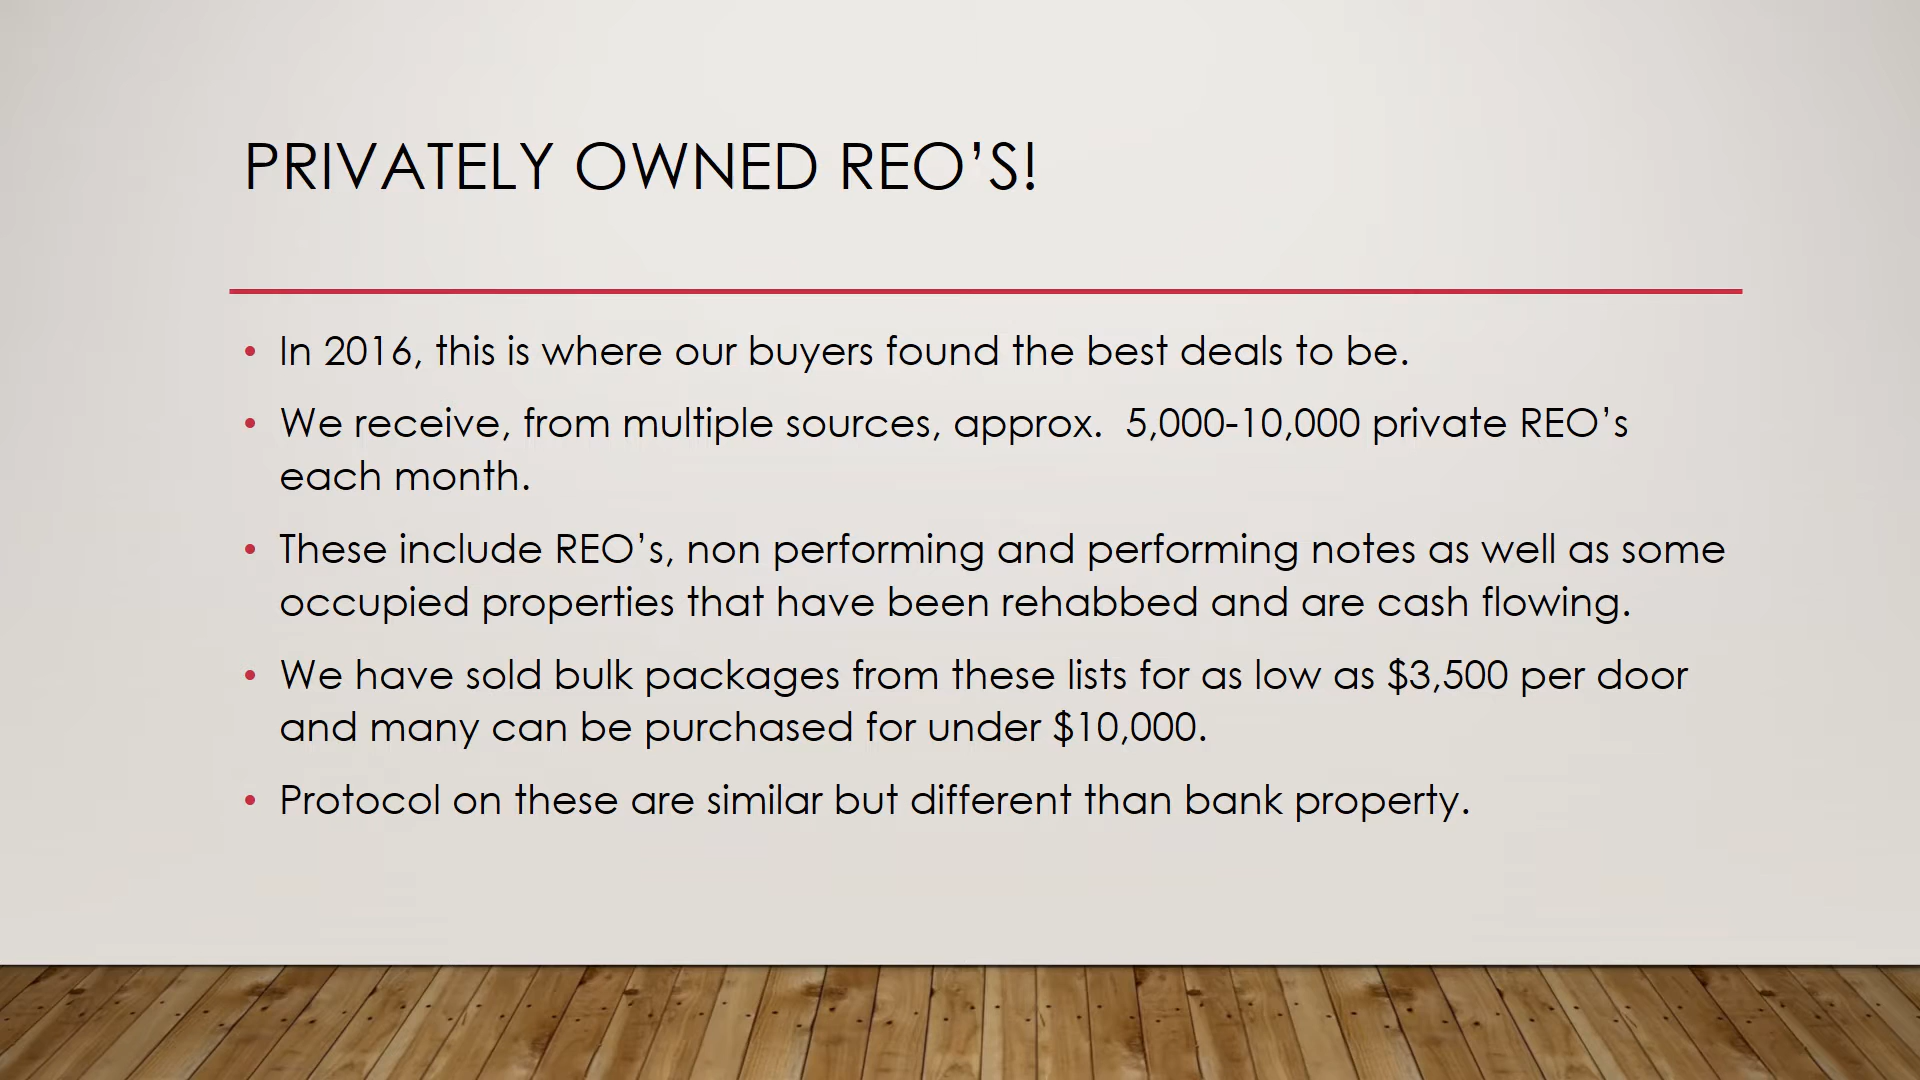 PRIVATELY OWNED REO’S!
• In 2016, this is where our buyers found the best deals to be.
• We receive, from multiple sources, approx.  5,000-10,000 private REO’s
each month.
• These include REO’s, non performing and performing notes as well as some
occupied properties that have been rehabbed and are cash flowing.
• We have sold bulk packages from these lists for as low as $3,500 per door
and many can be purchased for under $10,000.
• Protocol on these are similar but different than bank property.